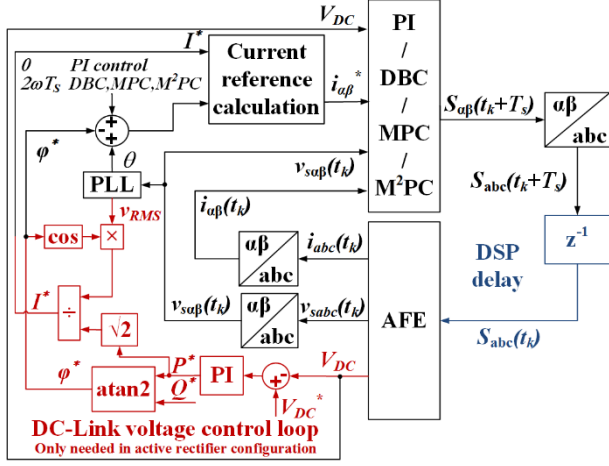 V_DC
I*
0 PI control
2ωT_S DBC,MPC,M²PC
Current
reference
calculation
i_αβ*
PI
/
DBC
/
MPC
/
M²PC
S_αβ(t_k+T_s)
αβ
abc
φ*
- + +
θ
PLL
v_sαβ(t_k)
S_abc(t_k+T_s)
v_RMS
i_αβ(t_k)
cos
×
αβ
abc
i_abc(t_k)
z⁻¹
DSP
delay
I*
÷
v_sαβ(t_k)
αβ
abc
v_sabc(t_k)
AFE
S_abc(t_k)
√2
φ*
P*
PI
+ -
V_DC
atan2
Q*
V_DC*
DC-Link voltage control loop
Only needed in active rectifier configuration